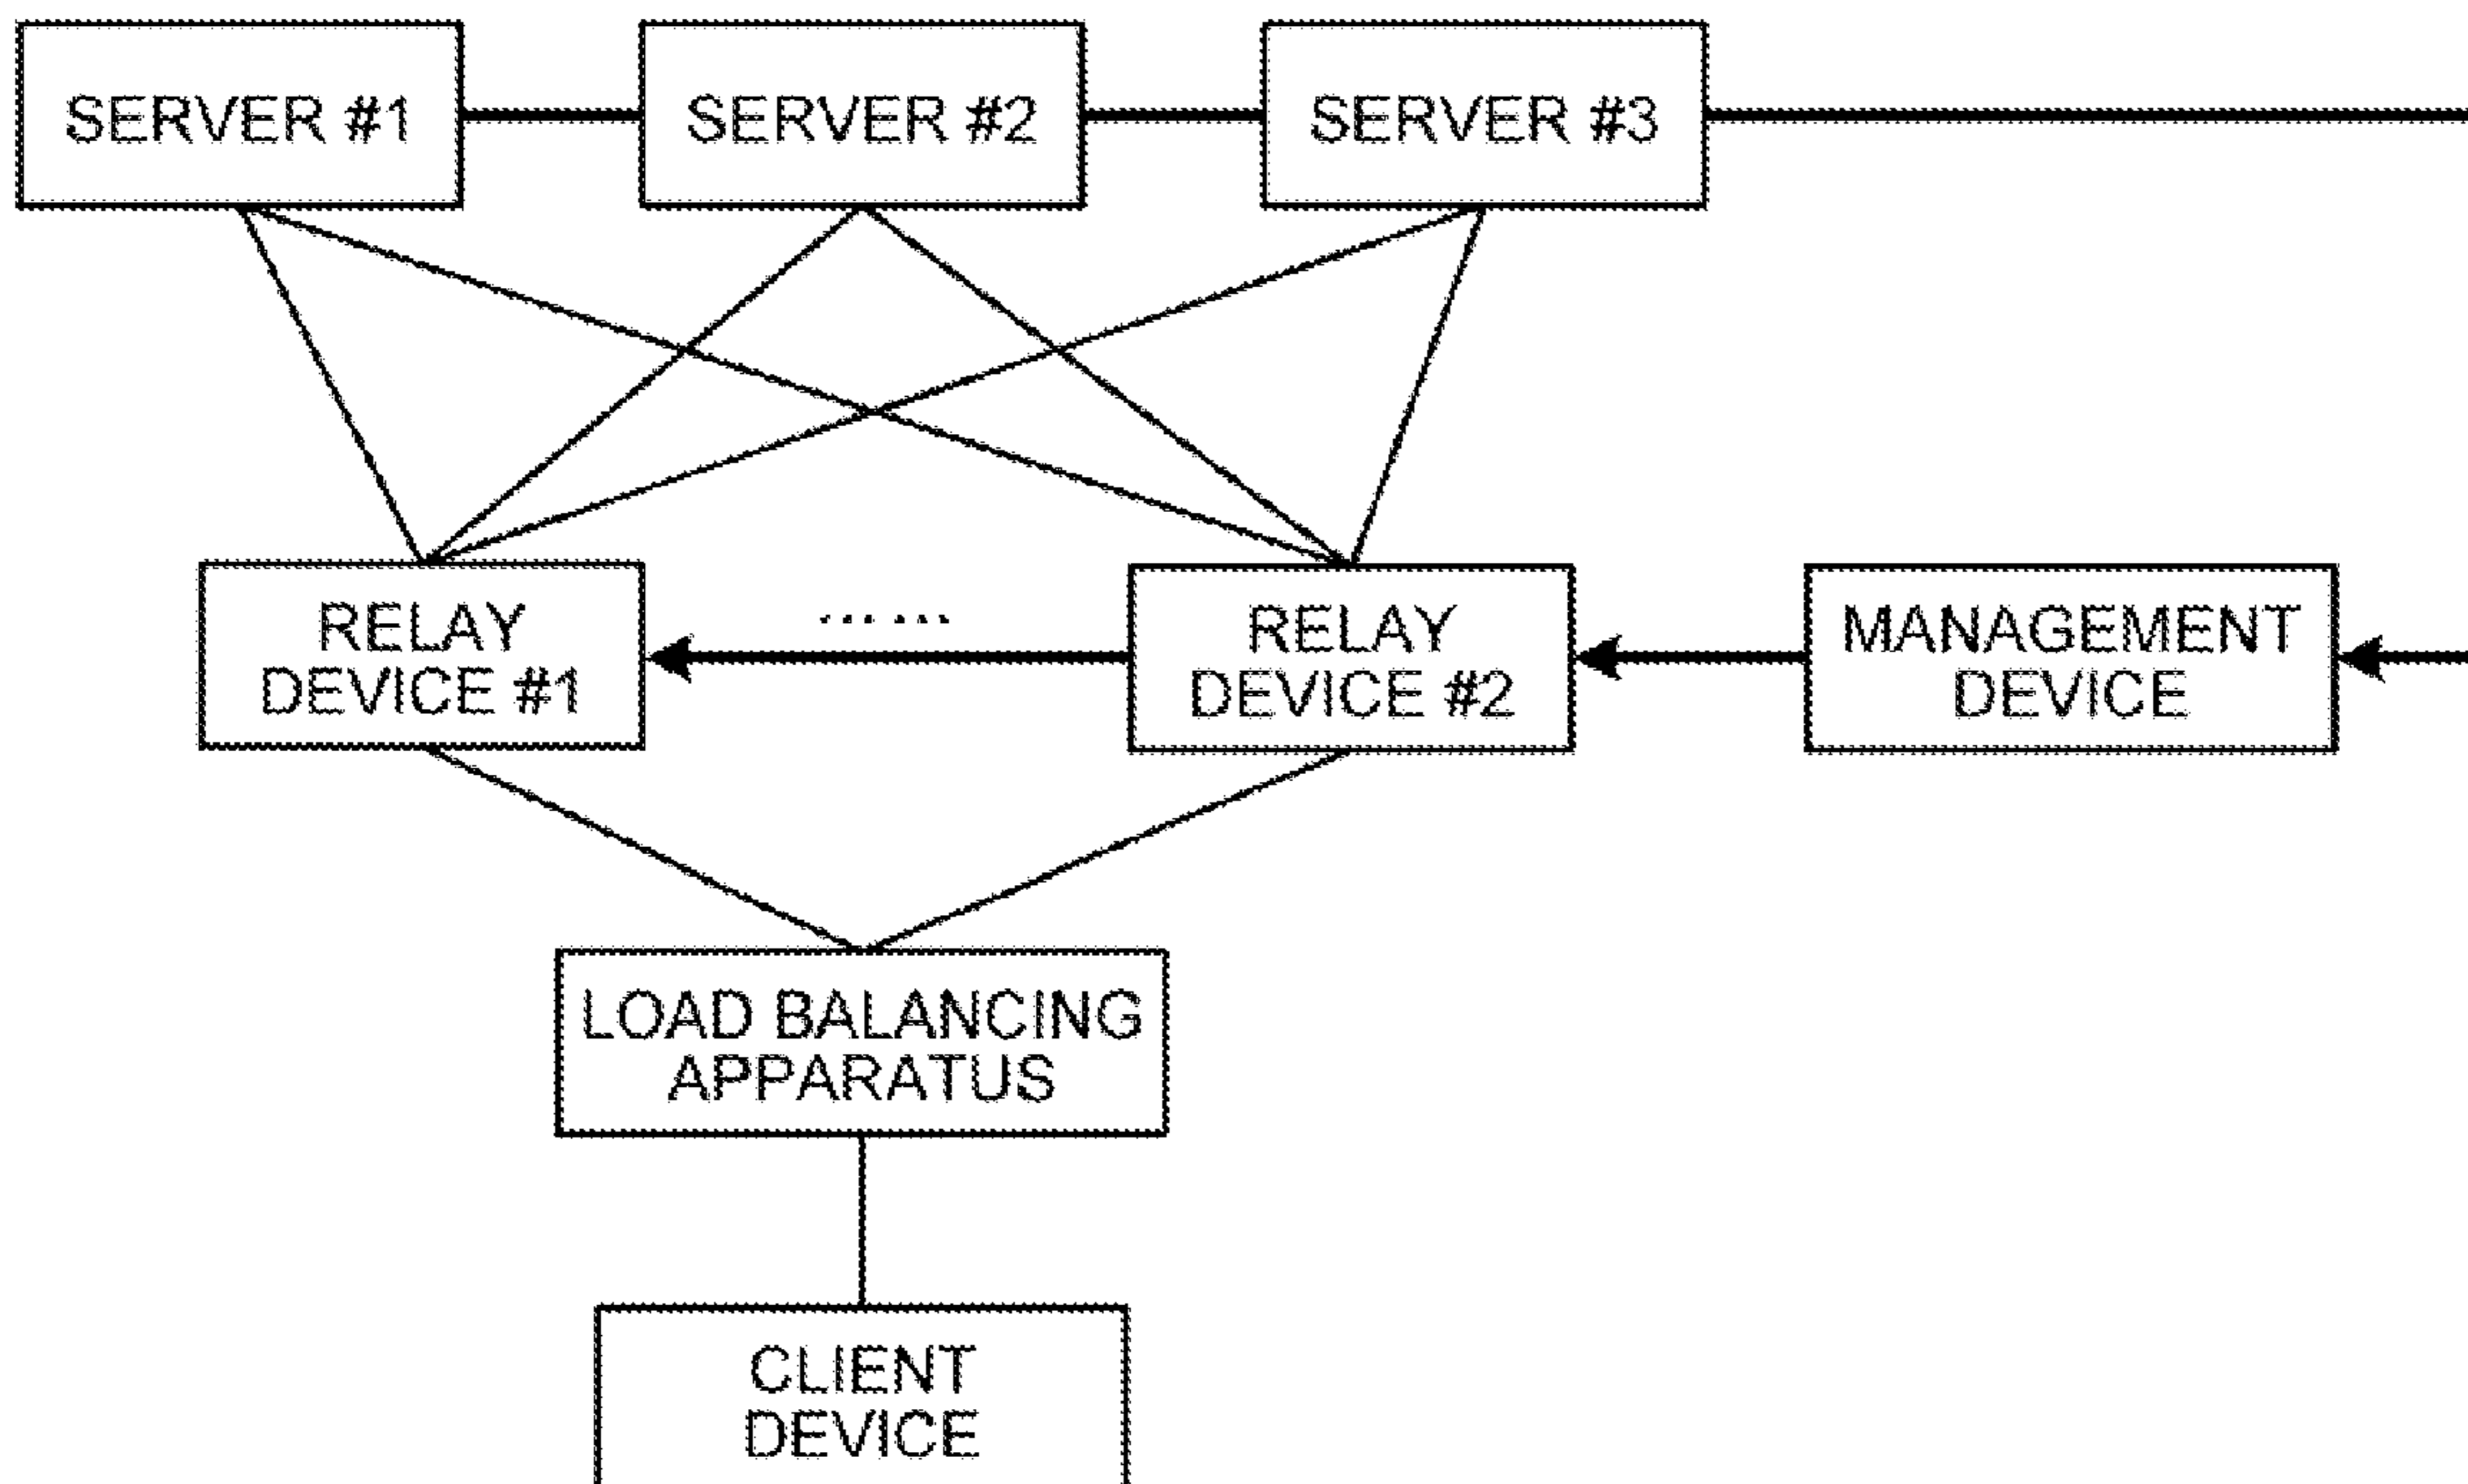 SERVER #1
SERVER #2
SERVER #3
RELAY
DEVICE #1
......
RELAY
DEVICE #2
MANAGEMENT
DEVICE
LOAD BALANCING
APPARATUS
CLIENT
DEVICE